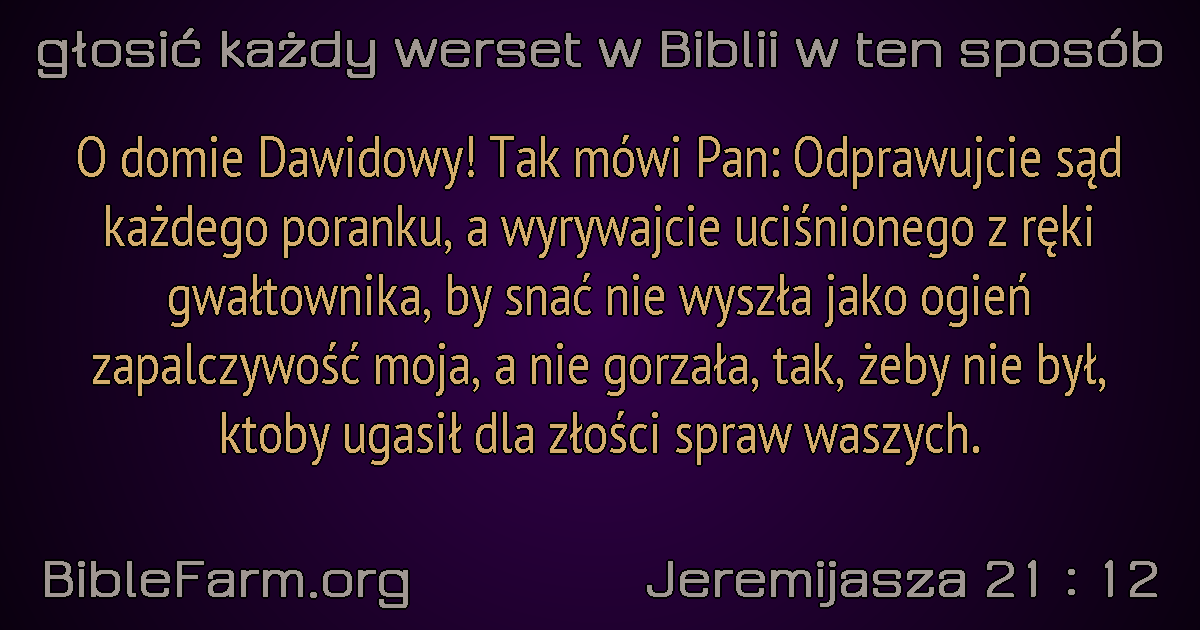 głosić każdy werset w Biblii w ten sposób
O domie Dawidowy! Tak mówi Pan: Odprawujcie sąd
każdego poranku, a wyrywajcie uciśnionego z ręki
gwałtownika, by snać nie wyszła jako ogień
zapalczywość moja, a nie gorzała, tak, żeby nie był,
ktoby ugasił dla złości spraw waszych.
BibleFarm.org
Jeremijasza 21 : 12